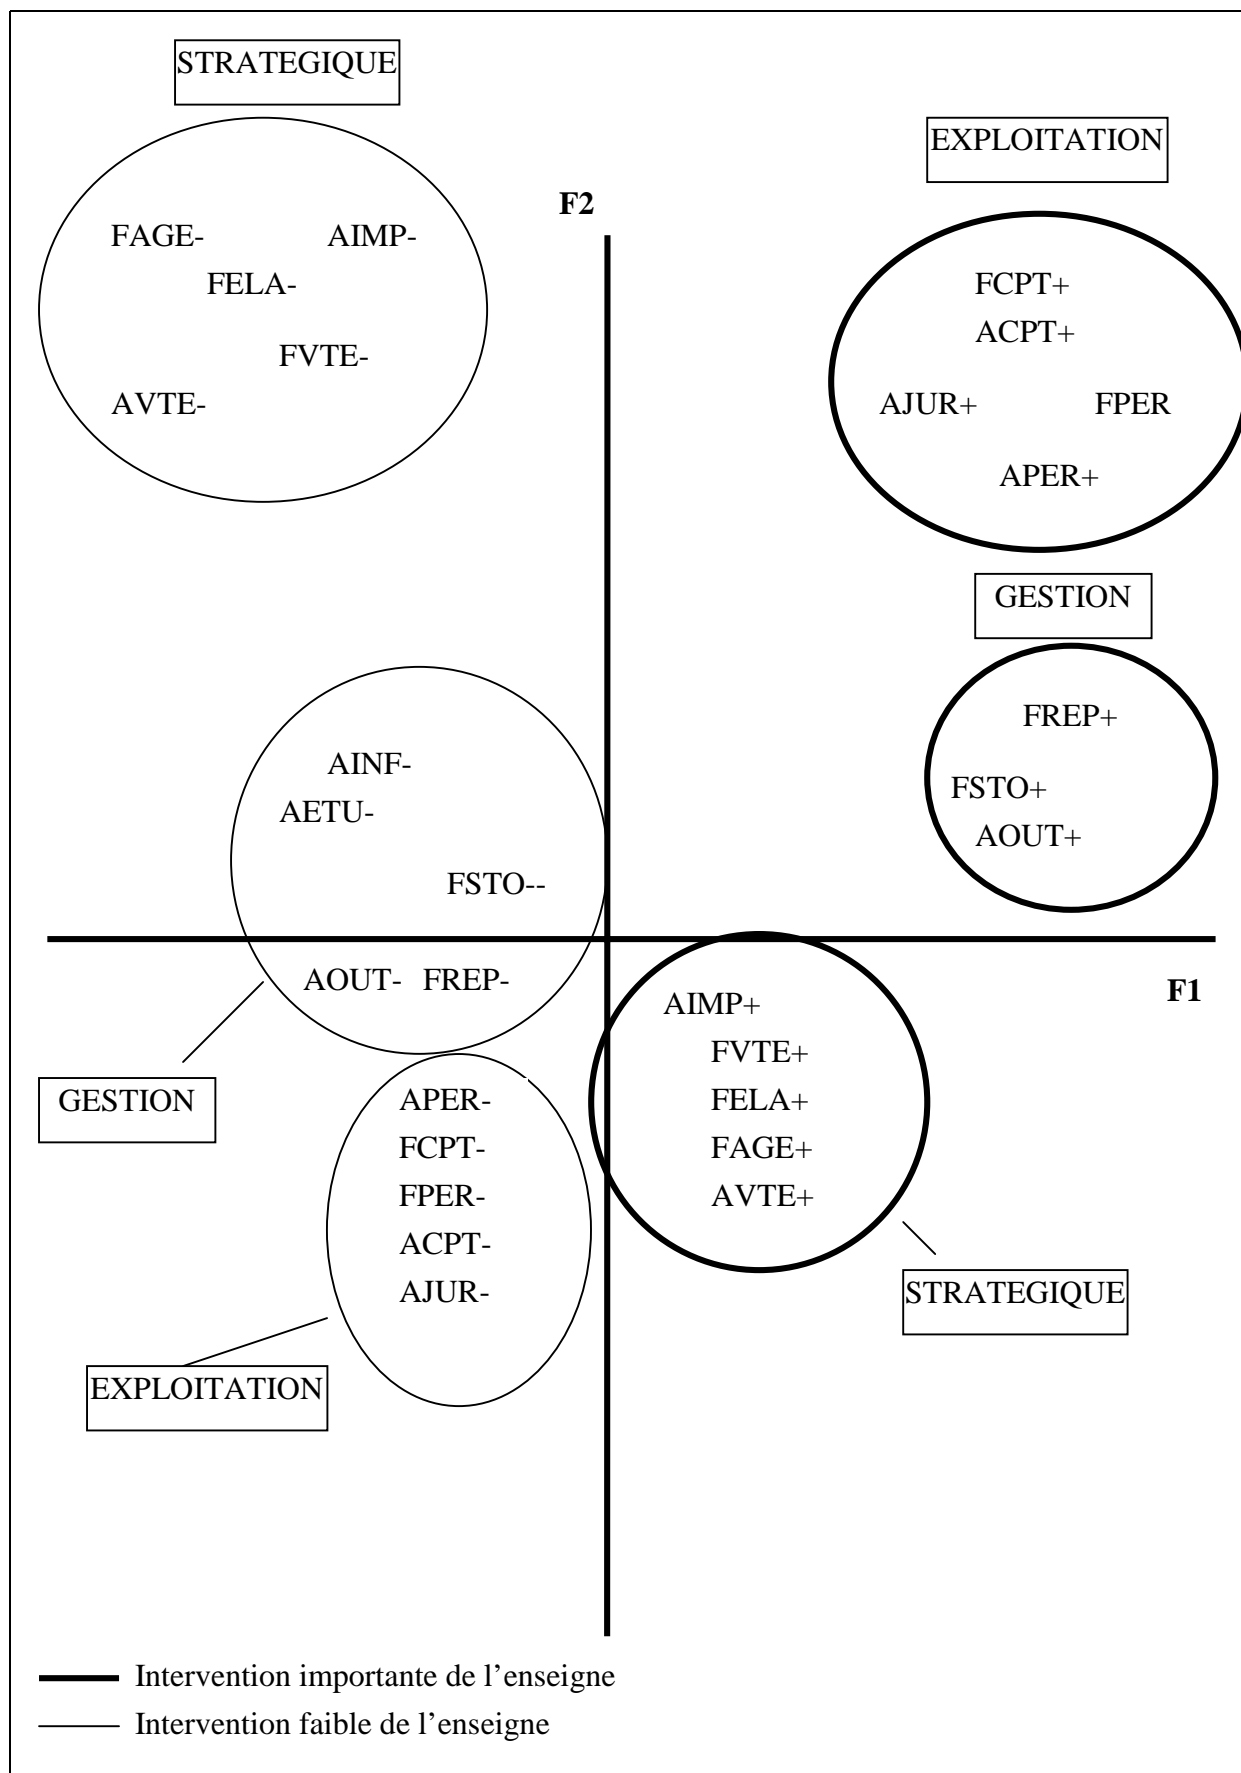 STRATEGIQUE
EXPLOITATION
F2
FAGE- AIMP-
FELA-
FVTE-
AVTE-
FCPT+
ACPT+
AJUR+ FPER
APER+
GESTION
FREP+
FSTO+
AOUT+
AINF-
AETU-
FSTO--
AOUT- FREP-
F1
AIMP+
FVTE+
FELA+
FAGE+
AVTE+
GESTION
APER-
FCPT-
FPER-
ACPT-
AJUR-
STRATEGIQUE
EXPLOITATION
Intervention importante de l’enseigne
Intervention faible de l’enseigne